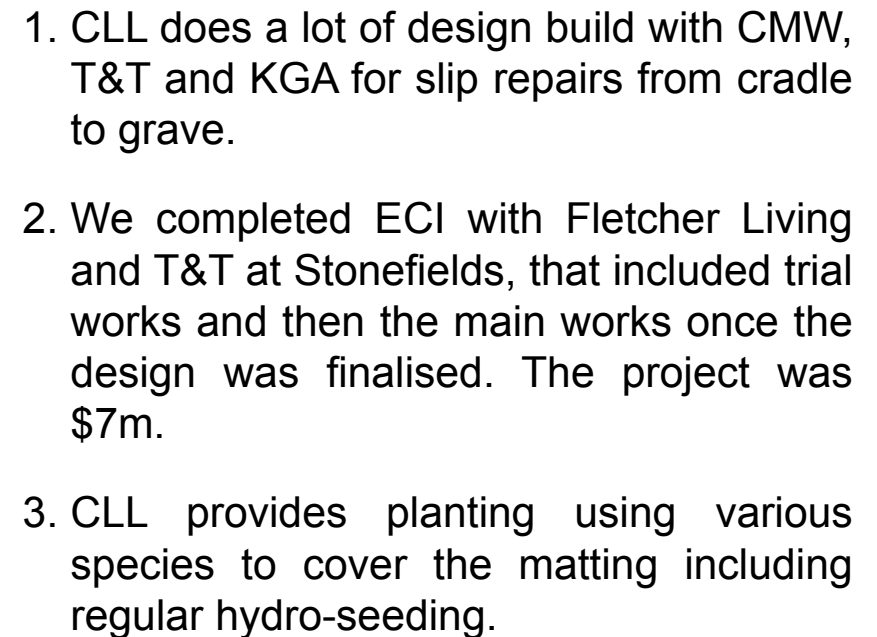 1. CLL does a lot of design build with CMW,
T&T and KGA for slip repairs from cradle
to grave.
2. We completed ECI with Fletcher Living
and T&T at Stonefields, that included trial
works and then the main works once the
design was finalised. The project was
$7m.
3. CLL provides planting using various
species to cover the matting including
regular hydro-seeding.